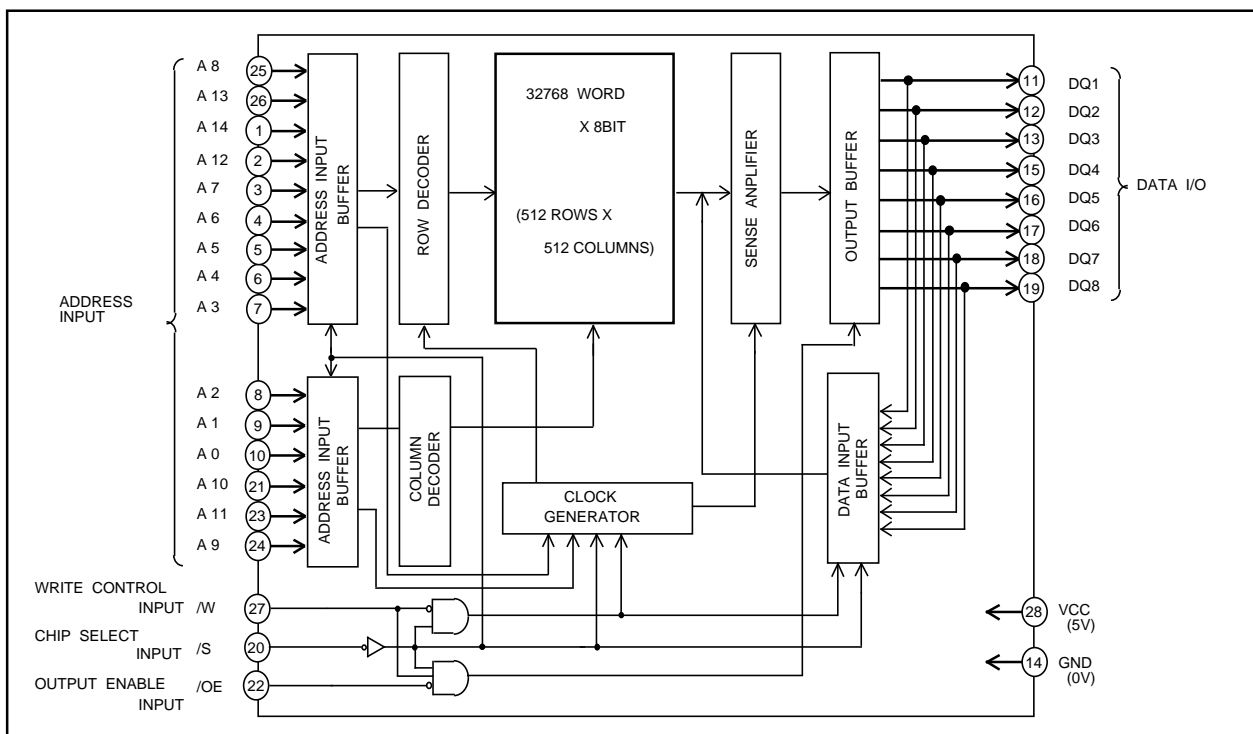 ADDRESS
INPUT
A 8 25
A 13 26
A 14 1
A 12 2
A 7 3
A 6 4
A 5 5
A 4 6
A 3 7
A 2 8
A 1 9
A 0 10
A 10 21
A 11 23
A 9 24
WRITE CONTROL
INPUT /W 27
CHIP SELECT
INPUT /S 20
OUTPUT ENABLE
INPUT /OE 22
ADDRESS INPUT
BUFFER
ROW DECODER
32768 WORD
X 8BIT
(512 ROWS X
512 COLUMNS)
SENSE AMPLIFIER
OUTPUT BUFFER
ADDRESS INPUT
BUFFER
COLUMN
DECODER
CLOCK
GENERATOR
DATA INPUT
BUFFER
11 DQ1
12 DQ2
13 DQ3
15 DQ4
16 DQ5
17 DQ6
18 DQ7
19 DQ8
DATA I/O
28 VCC
(5V)
14 GND
(0V)